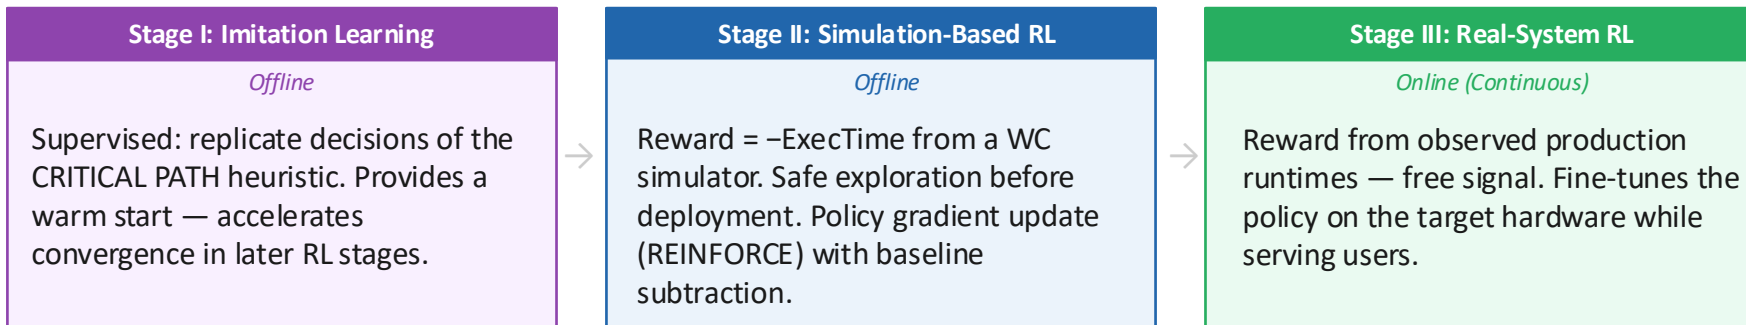 Stage I: Imitation Learning
Offline
Supervised: replicate decisions of the
CRITICAL PATH heuristic. Provides a
warm start — accelerates
convergence in later RL stages.
→
Stage II: Simulation-Based RL
Offline
Reward = −ExecTime from a WC
simulator. Safe exploration before
deployment. Policy gradient update
(REINFORCE) with baseline
subtraction.
→
Stage III: Real-System RL
Online (Continuous)
Reward from observed production
runtimes — free signal. Fine-tunes the
policy on the target hardware while
serving users.